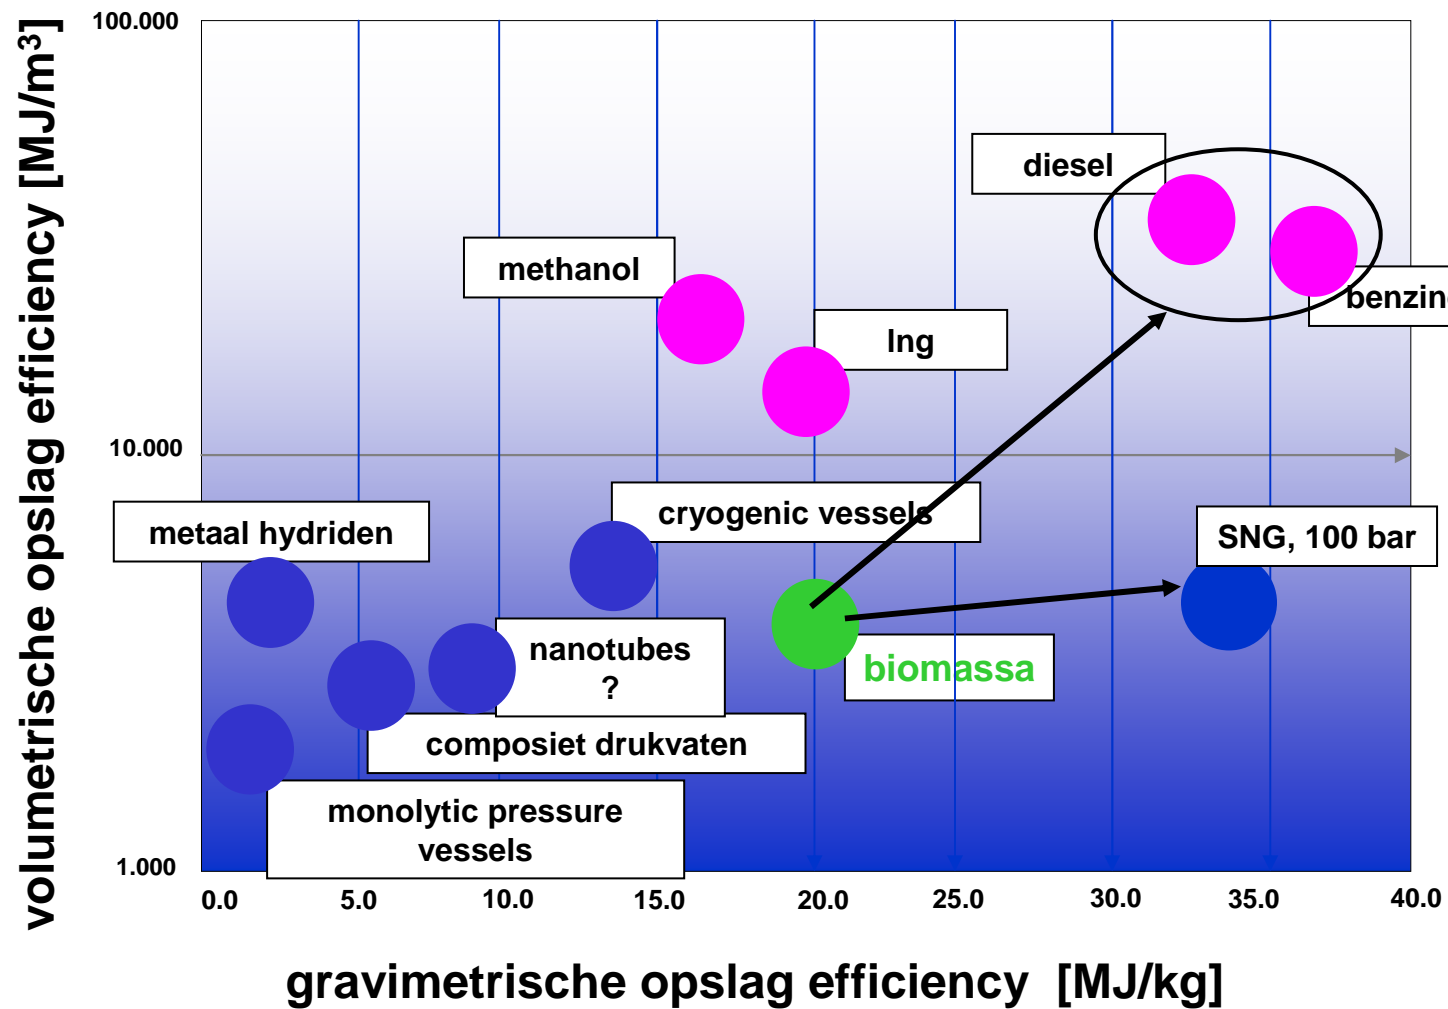 volumetrische opslag efficiency [MJ/m³]
100.000
10.000
1.000
diesel
benzin
methanol
lng
cryogenic vessels
metaal hydriden
SNG, 100 bar
nanotubes
?
biomassa
composiet drukvaten
monolytic pressure
vessels
0.0 5.0 10.0 15.0 20.0 25.0 30.0 35.0 40.0
gravimetrische opslag efficiency [MJ/kg]